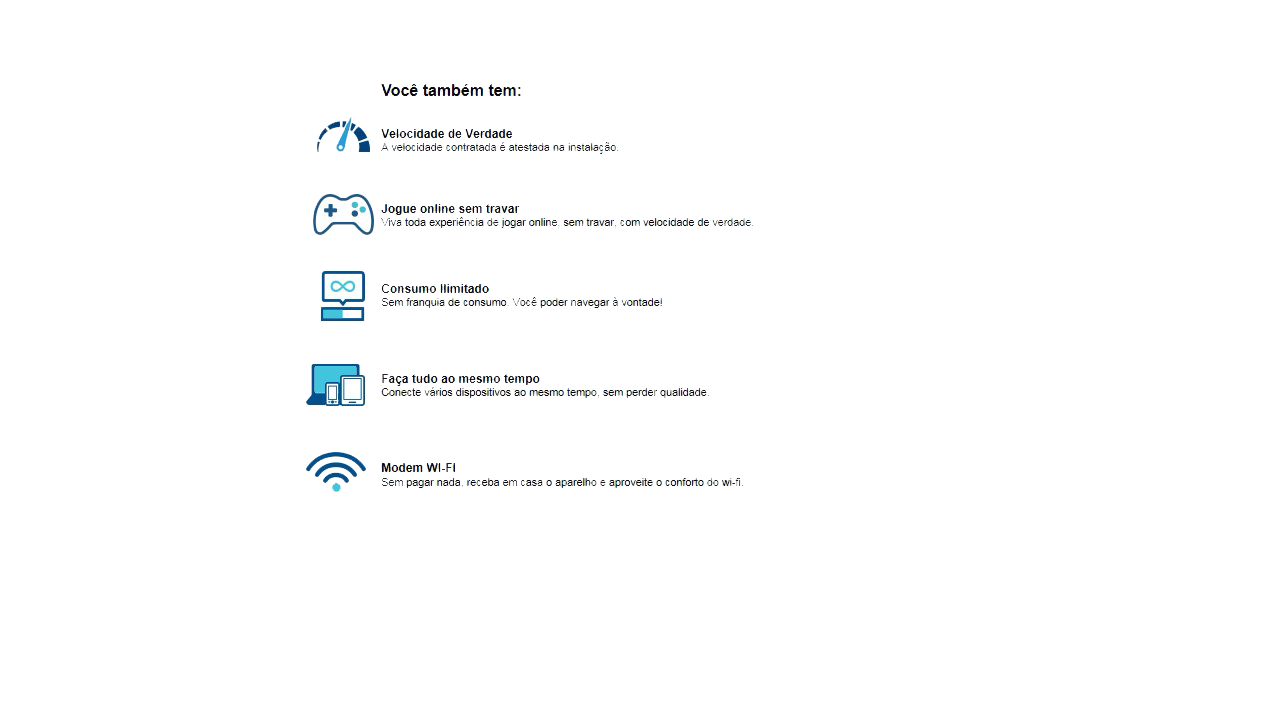 Você também tem:
Velocidade de Verdade
A velocidade contratada é atestada na instalação.
Jogue online sem travar
Viva toda experiência de jogar online, sem travar, com velocidade de verdade.
Consumo Ilimitado
Sem franquia de consumo. Você poder navegar à vontade!
Faça tudo ao mesmo tempo
Conecte vários dispositivos ao mesmo tempo, sem perder qualidade.
Modem WI-FI
Sem pagar nada, receba em casa o aparelho e aproveite o conforto do wi-fi.